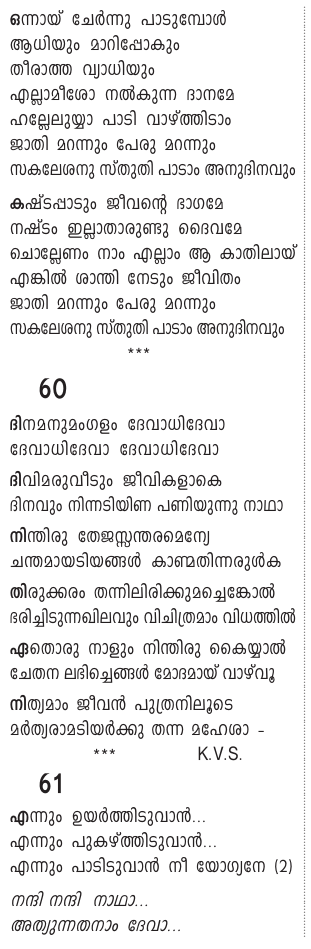 ഒന്നായ് ചേർന്നു പാടുമ്പോൾ
ആധിയും മാറിപ്പോകും
തീരാത്ത വ്യാധിയും
എല്ലാമീശോ നൽകുന്ന ദാനമേ
ഹല്ലേലുയ്യാ പാടി വാഴ്ത്തിടാം
ജാതി മറന്നും പേരു മറന്നും
സകലേശനു സ്തുതി പാടാം അനുദിനവും
കഷ്ടപ്പാടും ജീവന്റെ ഭാഗമേ
നഷ്ടം ഇല്ലാതാരുണ്ടു ദൈവമേ
ചൊല്ലേണം നാം എല്ലാം ആ കാതിലായ്
എങ്കിൽ ശാന്തി നേടും ജീവിതം
ജാതി മറന്നും പേരു മറന്നും
സകലേശനു സ്തുതി പാടാം അനുദിനവും
***
60
ദിനമനുമംഗളം ദേവാധിദേവാ
ദേവാധിദേവാ ദേവാധിദേവാ
ദിവിമരുവീടും ജീവികളാകെ
ദിനവും നിന്നടിയിണ പണിയുന്നു നാഥാ
നിന്തിരു തേജസ്സന്തരമെന്യേ
ചന്തമായടിയങ്ങൾ കാണ്മതിന്നരുൾക
തിരുക്കരം തന്നിലിരിക്കുമച്ചെങ്കോൽ
ഭരിച്ചിടുന്നഖിലവും വിചിത്രമാം വിധത്തിൽ
ഏതൊരു നാളും നിന്തിരു കൈയ്യാൽ
ചേതന ലഭിച്ചെങ്ങൾ മോദമായ് വാഴ്‌വൂ
നിത്യമാം ജീവൻ പുത്രനിലൂടെ
മർത്യരാമടിയർക്കു തന്ന മഹേശാ -
*** K.V.S.
61
എന്നും ഉയർത്തിടുവാൻ...
എന്നും പുകഴ്ത്തിടുവാൻ...
എന്നും പാടിടുവാൻ നീ യോഗ്യനേ (2)
നന്ദി നന്ദി നാഥാ...
അത്യുന്നതനാം ദേവാ...